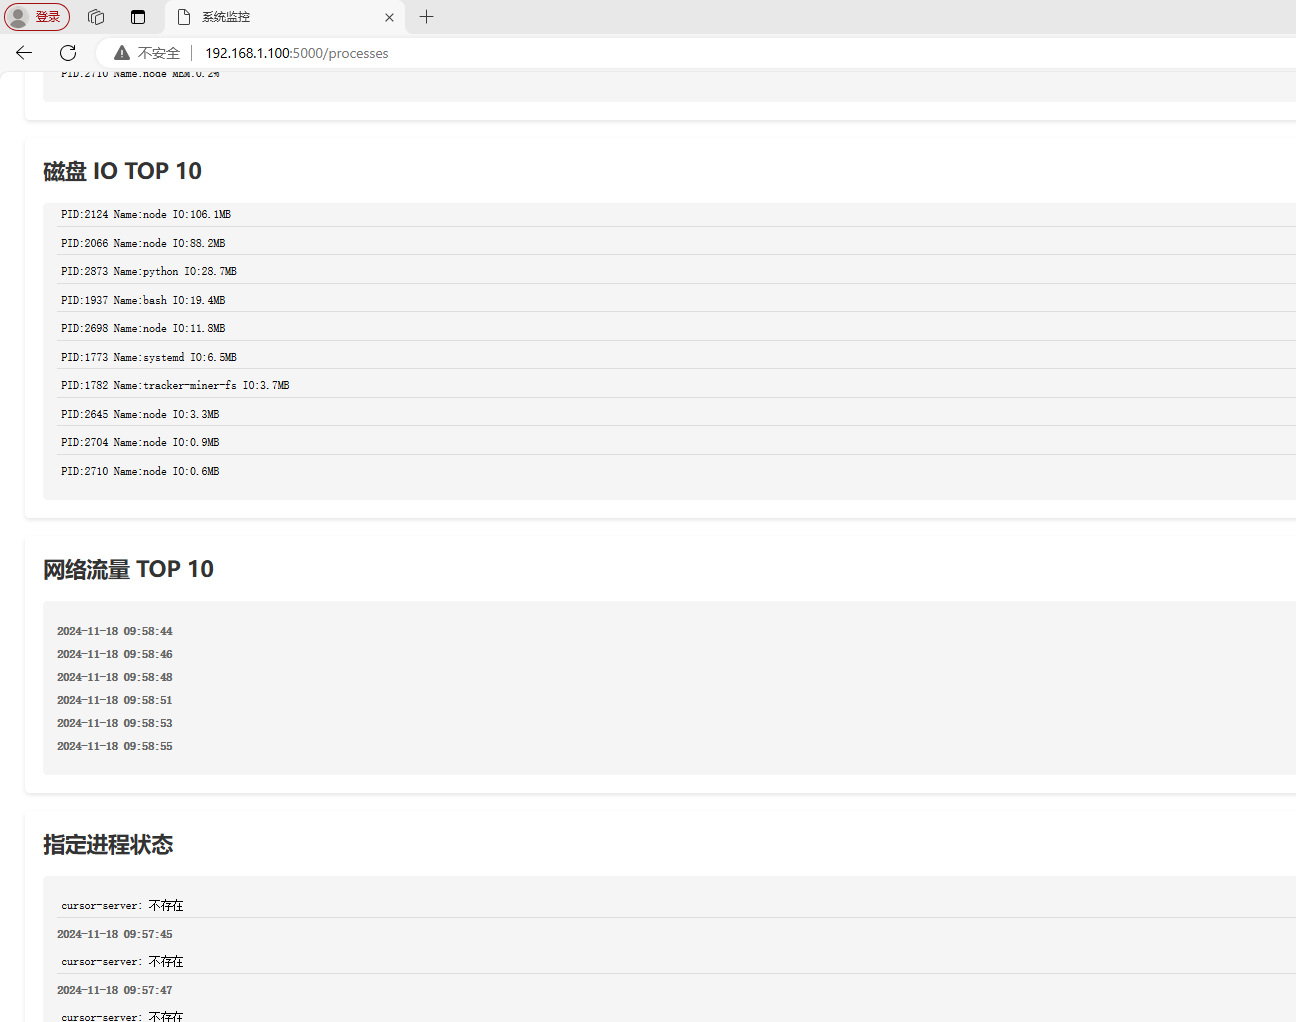 登录
系统监控
不安全
192.168.1.100:5000/processes
PID:2710 Name:node MEM:0.2%
磁盘 IO TOP 10
PID:2124 Name:node IO:106.1MB
PID:2066 Name:node IO:88.2MB
PID:2873 Name:python IO:28.7MB
PID:1937 Name:bash IO:19.4MB
PID:2698 Name:node IO:11.8MB
PID:1773 Name:systemd IO:6.5MB
PID:1782 Name:tracker-miner-fs IO:3.7MB
PID:2645 Name:node IO:3.3MB
PID:2704 Name:node IO:0.9MB
PID:2710 Name:node IO:0.6MB
网络流量 TOP 10
2024-11-18 09:58:44
2024-11-18 09:58:46
2024-11-18 09:58:48
2024-11-18 09:58:51
2024-11-18 09:58:53
2024-11-18 09:58:55
指定进程状态
cursor-server: 不存在
2024-11-18 09:57:45
cursor-server: 不存在
2024-11-18 09:57:47
cursor-server: 不存在